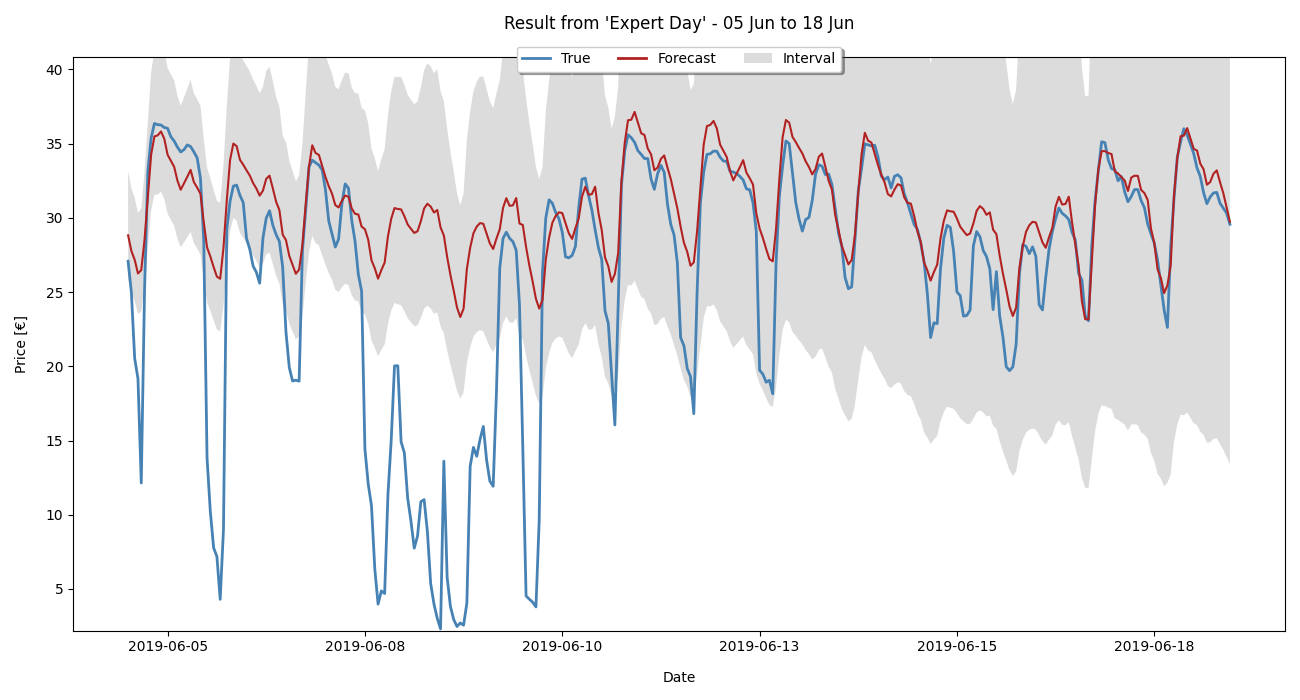 Result from 'Expert Day' - 05 Jun to 18 Jun
True Forecast Interval
40
35
30
25
20
15
10
5
Price [€]
2019-06-05 2019-06-08 2019-06-10 2019-06-13 2019-06-15 2019-06-18
Date